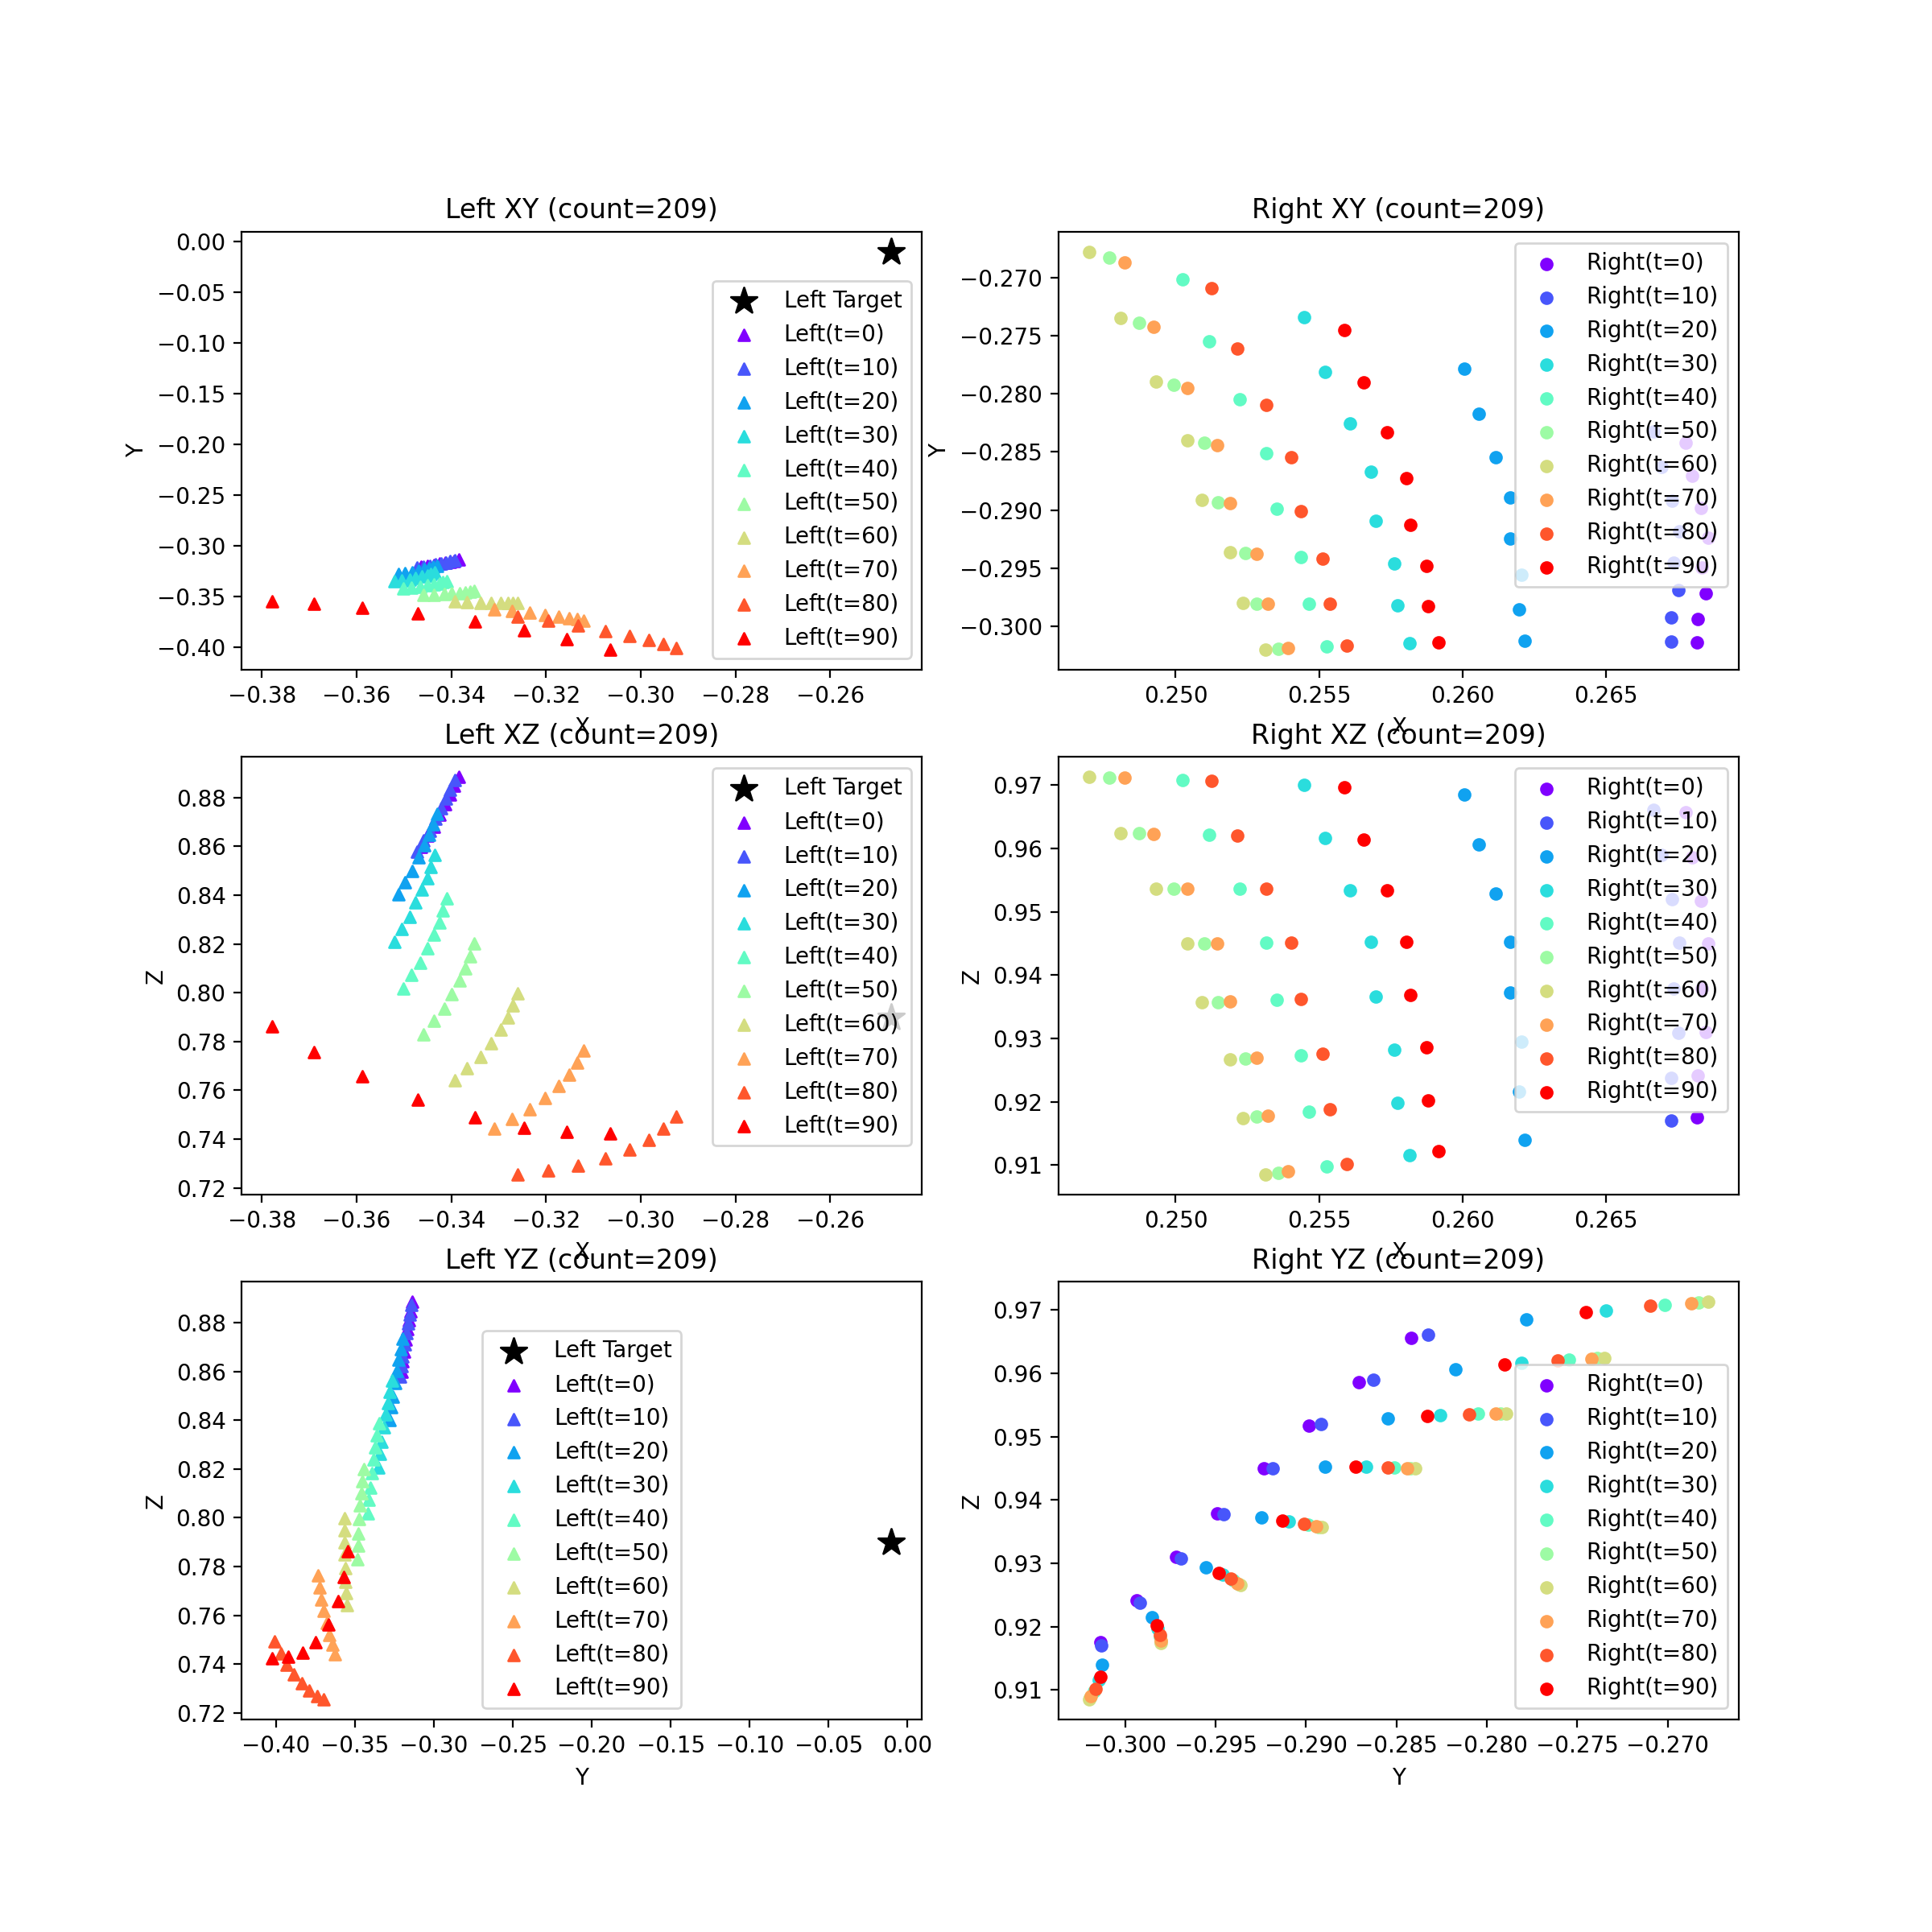 Left XY (count=209)
0.00
−0.05
−0.10
−0.15
−0.20
−0.25
−0.30
−0.35
−0.40
Y
Left Target
Left(t=0)
Left(t=10)
Left(t=20)
Left(t=30)
Left(t=40)
Left(t=50)
Left(t=60)
Left(t=70)
Left(t=80)
Left(t=90)
−0.38 −0.36 −0.34 −0.32 −0.30 −0.28 −0.26
X
Right XY (count=209)
−0.270
−0.275
−0.280
−0.285
−0.290
−0.295
−0.300
Y
Right(t=0)
Right(t=10)
Right(t=20)
Right(t=30)
Right(t=40)
Right(t=50)
Right(t=60)
Right(t=70)
Right(t=80)
Right(t=90)
0.250 0.255 0.260 0.265
X
Left XZ (count=209)
0.88
0.86
0.84
0.82
0.80
0.78
0.76
0.74
0.72
Z
Left Target
Left(t=0)
Left(t=10)
Left(t=20)
Left(t=30)
Left(t=40)
Left(t=50)
Left(t=60)
Left(t=70)
Left(t=80)
Left(t=90)
−0.38 −0.36 −0.34 −0.32 −0.30 −0.28 −0.26
X
Right XZ (count=209)
0.97
0.96
0.95
0.94
0.93
0.92
0.91
Z
Right(t=0)
Right(t=10)
Right(t=20)
Right(t=30)
Right(t=40)
Right(t=50)
Right(t=60)
Right(t=70)
Right(t=80)
Right(t=90)
0.250 0.255 0.260 0.265
X
Left YZ (count=209)
0.88
0.86
0.84
0.82
0.80
0.78
0.76
0.74
0.72
Z
Left Target
Left(t=0)
Left(t=10)
Left(t=20)
Left(t=30)
Left(t=40)
Left(t=50)
Left(t=60)
Left(t=70)
Left(t=80)
Left(t=90)
−0.40 −0.35 −0.30 −0.25 −0.20 −0.15 −0.10 −0.05 0.00
Y
Right YZ (count=209)
0.97
0.96
0.95
0.94
0.93
0.92
0.91
Z
Right(t=0)
Right(t=10)
Right(t=20)
Right(t=30)
Right(t=40)
Right(t=50)
Right(t=60)
Right(t=70)
Right(t=80)
Right(t=90)
−0.300 −0.295 −0.290 −0.285 −0.280 −0.275 −0.270
Y